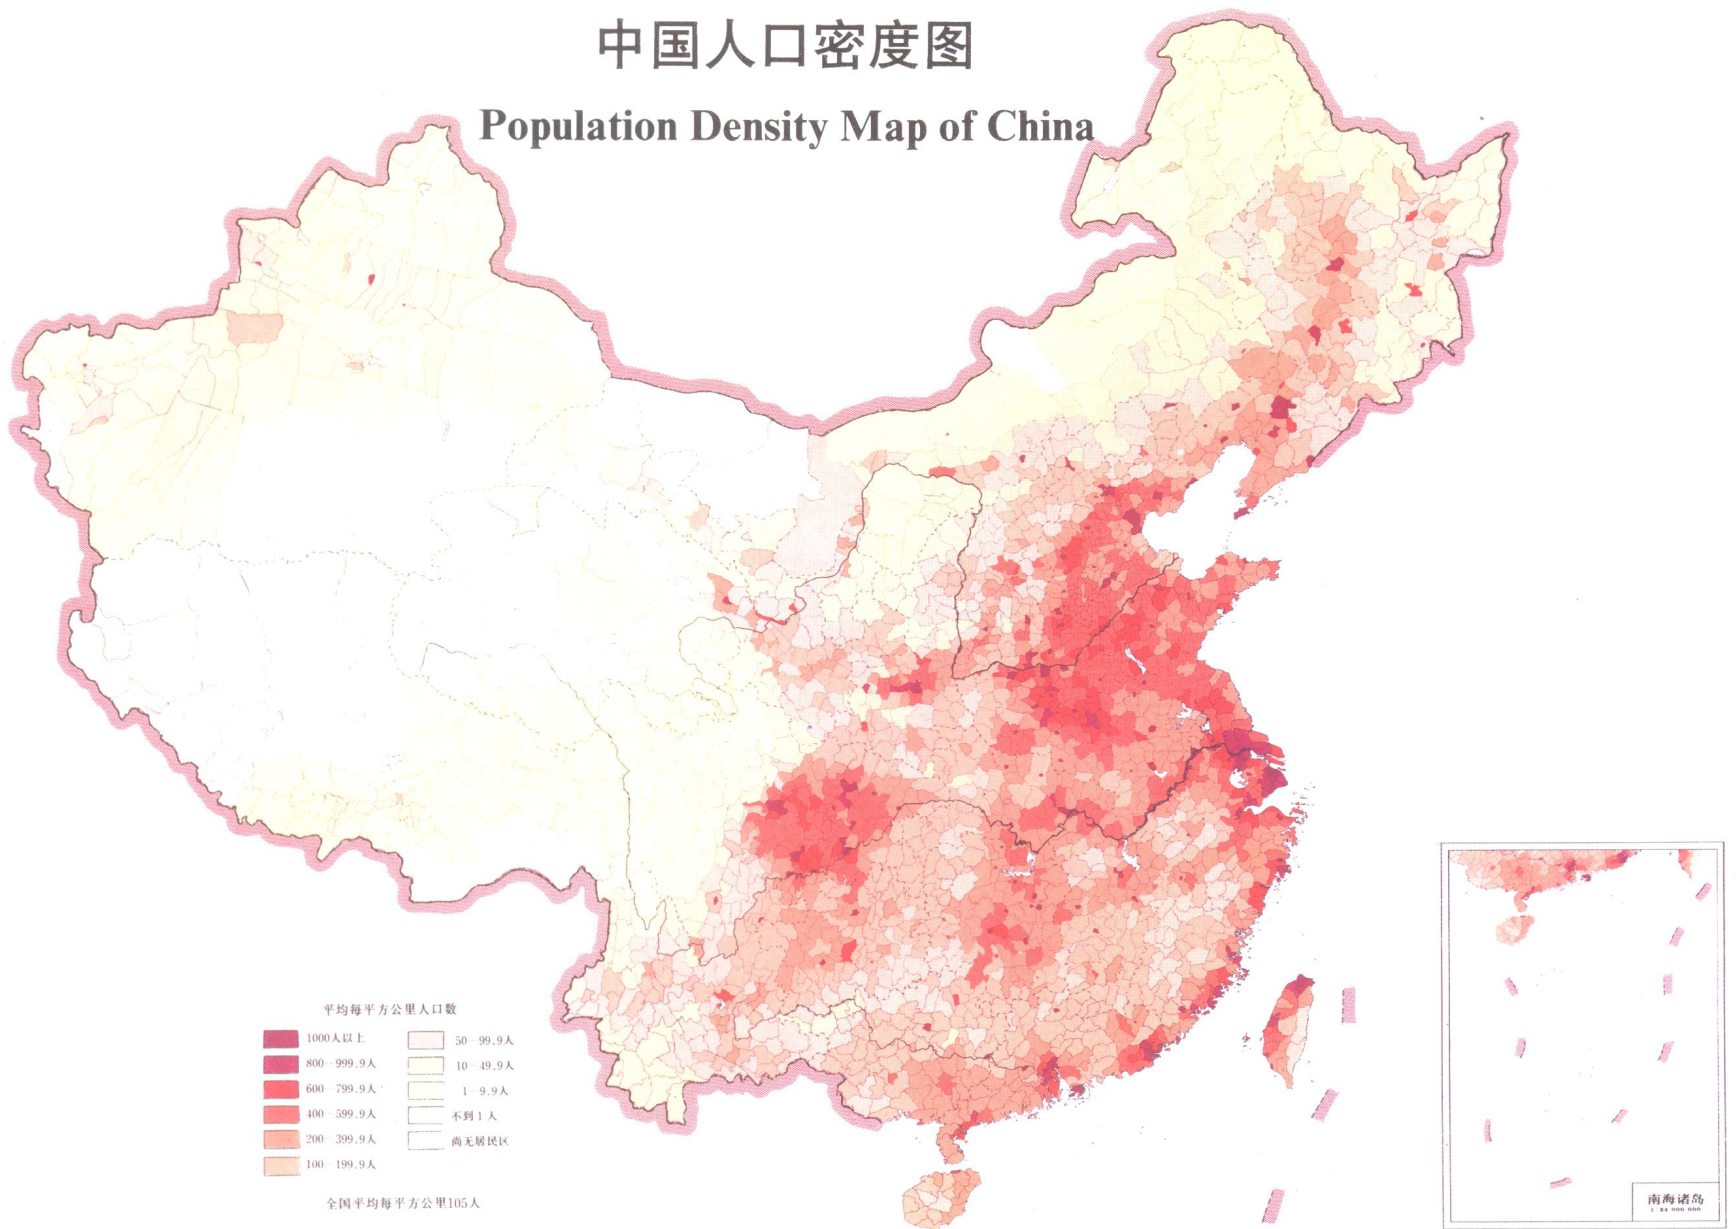 中国人口密度图
Population Density Map of China
平均每平方公里人口数
1000人以上
800-999.9人
600-799.9人
400-599.9人
200-399.9人
100-199.9人
50-99.9人
10-49.9人
1-9.9人
不到1人
尚无居民区
全国平均每平方公里105人
南海诸岛